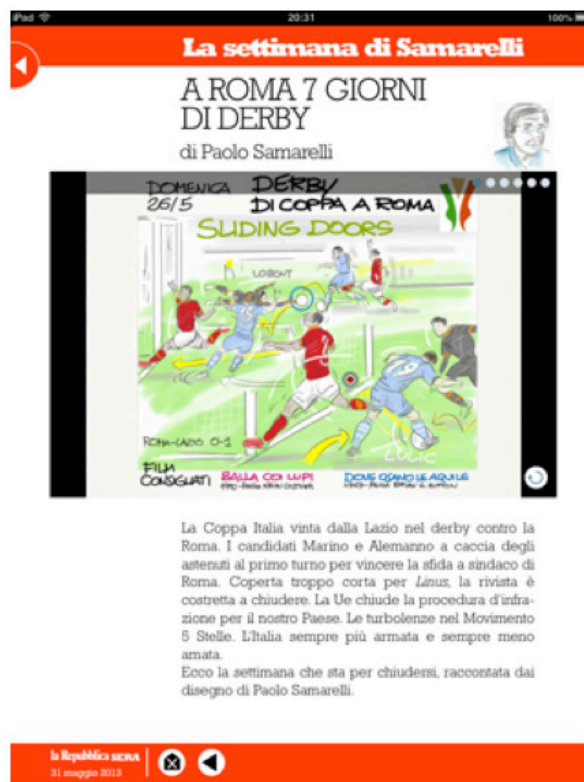 iPad 20:31 100%
La settimana di Samarelli
A ROMA 7 GIORNI
DI DERBY
di Paolo Samarelli
DOMENICA DERBY
26/5 DI COPPA A ROMA
SLIDING DOORS
LOBONT
ROMA-LAZIO 0-1
LULIC
FILM BALLA COI LUPI DOVE OSANO LE AQUILE
CONSIGLIATI
La Coppa Italia vinta dalla Lazio nel derby contro la
Roma. I candidati Marino e Alemanno a caccia degli
astenuti al primo turno per vincere la sfida a sindaco di
Roma. Coperta troppo corta per Linus, la rivista è
costretta a chiudere. La Ue chiude la procedura d'infra-
zione per il nostro Paese. Le turbolenze nel Movimento
5 Stelle. L'Italia sempre più armata e sempre meno
amata.
Ecco la settimana che sta per chiudersi, raccontata dai
disegno di Paolo Samarelli.
la Repubblica SERA
31 maggio 2013